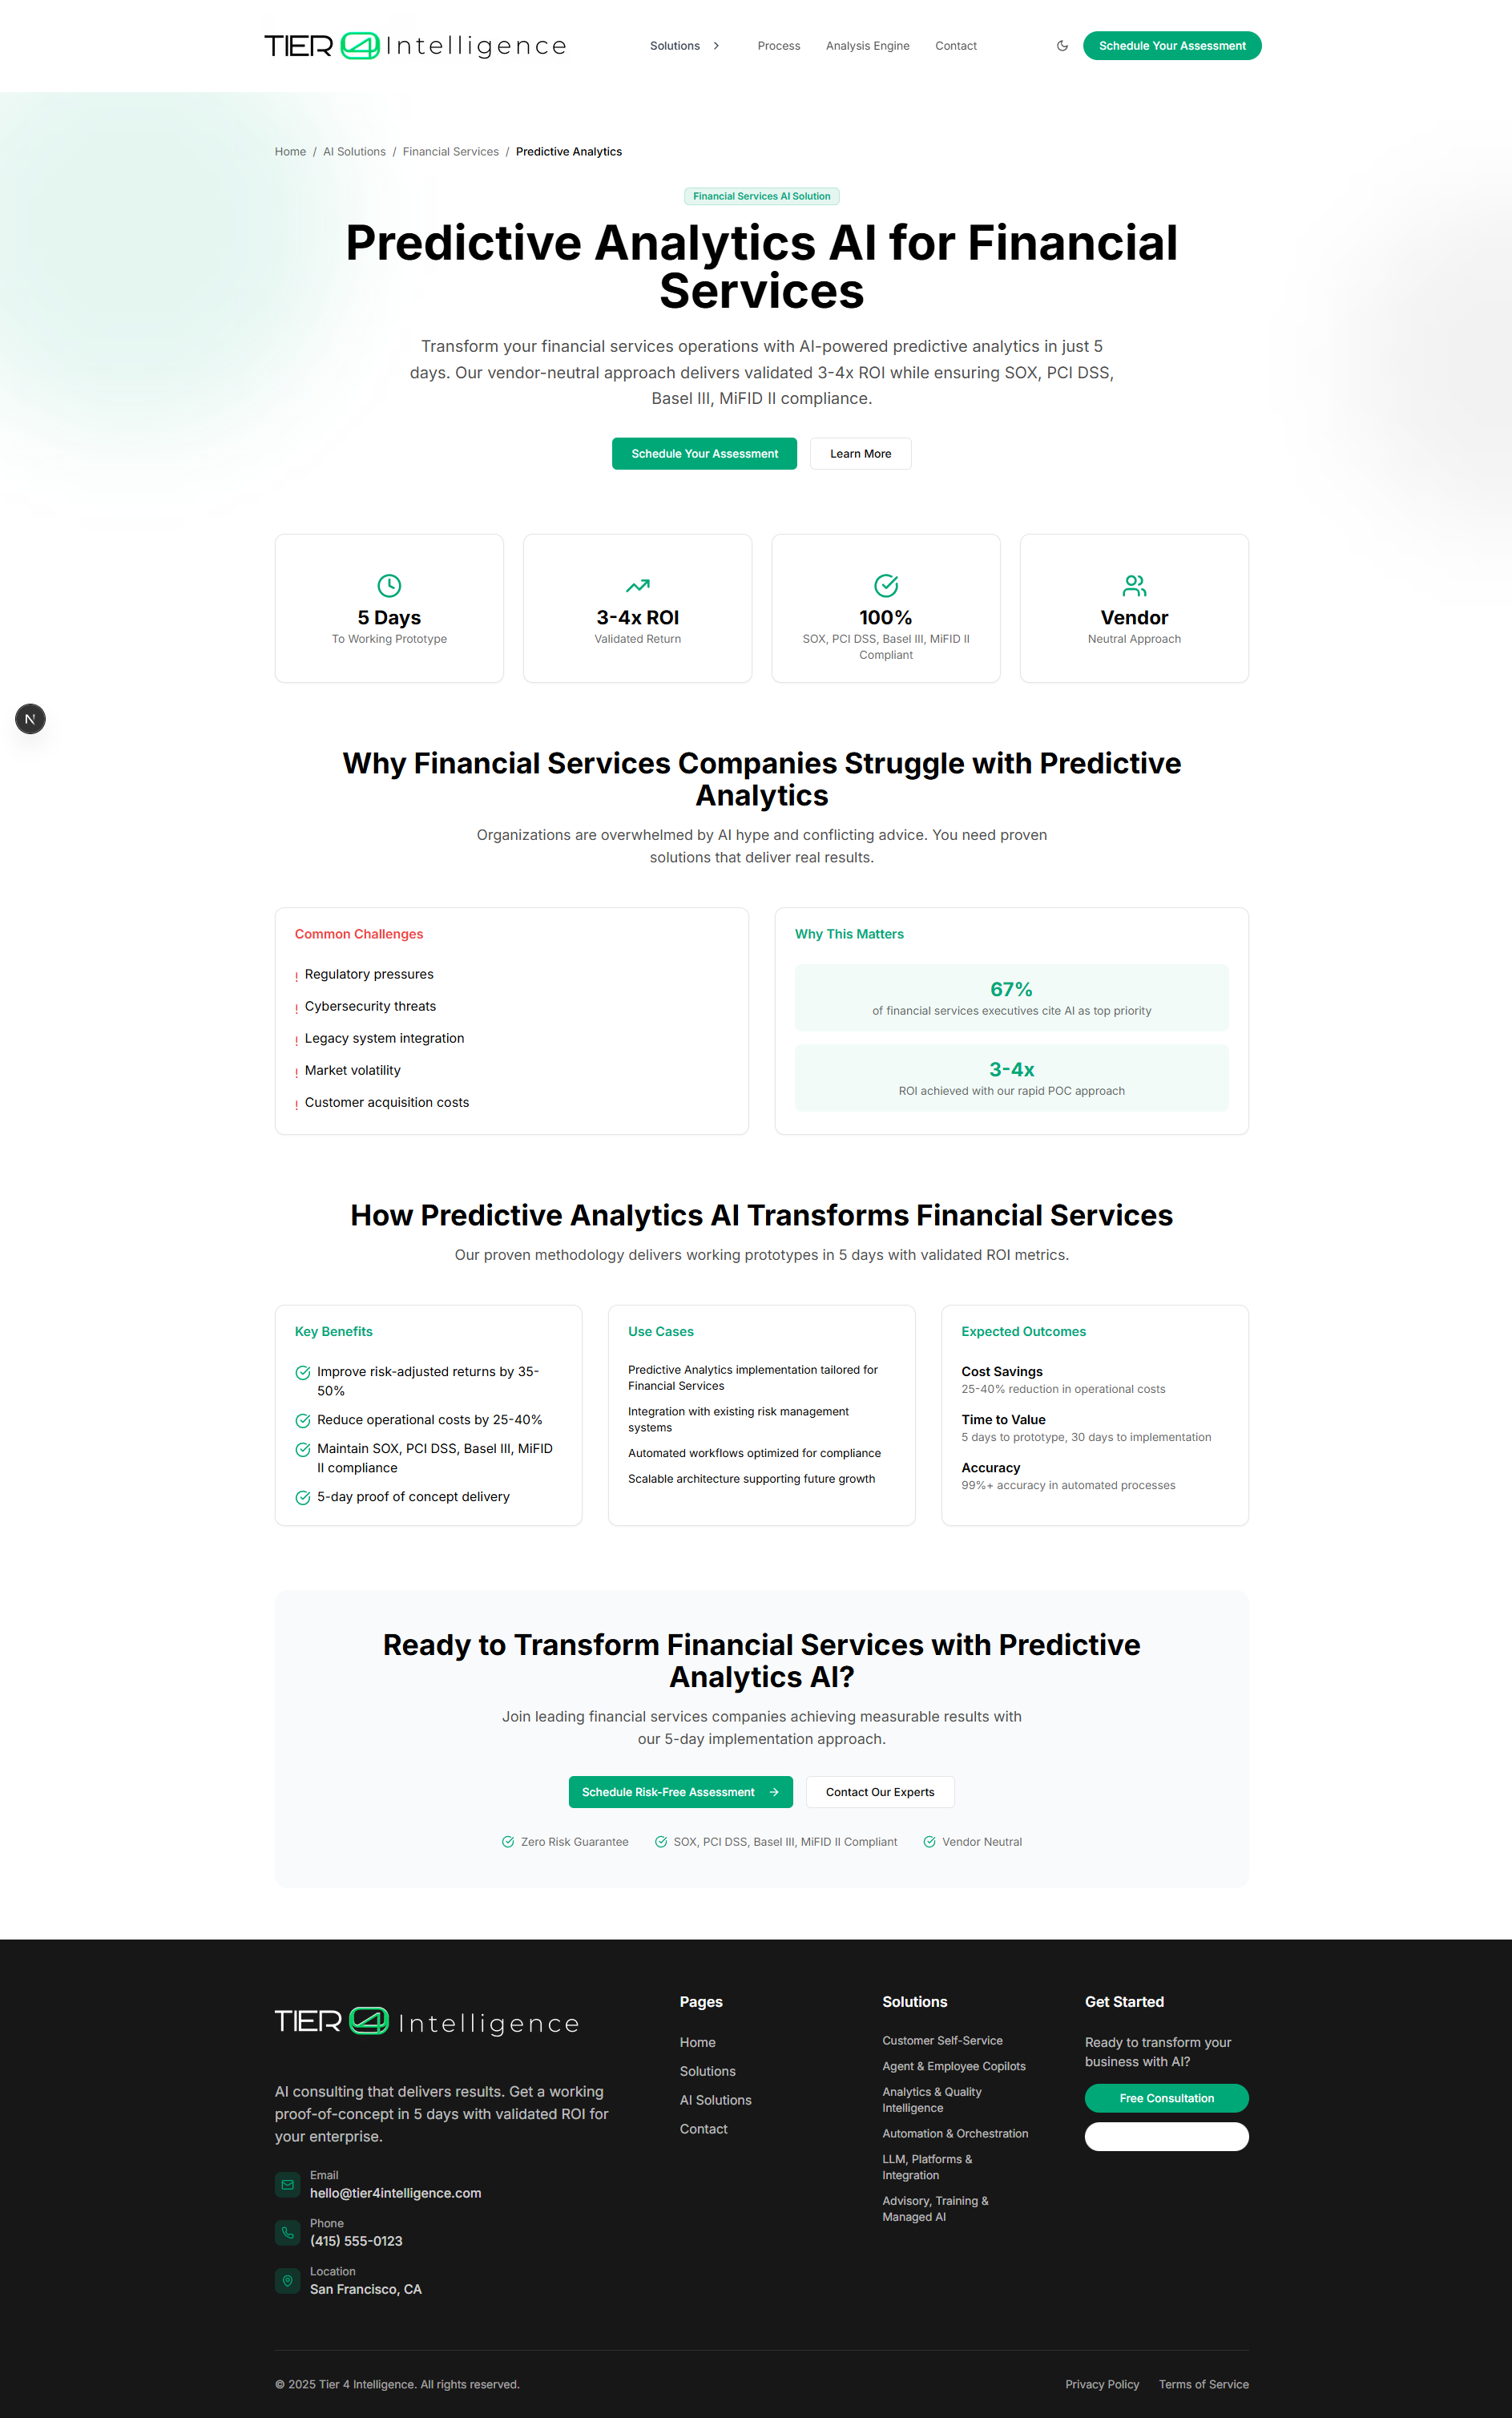 TIER 4 Intelligence
Solutions
Process
Analysis Engine
Contact
Schedule Your Assessment
Home / AI Solutions / Financial Services / Predictive Analytics
Financial Services AI Solution
Predictive Analytics AI for Financial
Services
Transform your financial services operations with AI-powered predictive analytics in just 5
days. Our vendor-neutral approach delivers validated 3-4x ROI while ensuring SOX, PCI DSS,
Basel III, MiFID II compliance.
Schedule Your Assessment
Learn More
5 Days
To Working Prototype
3-4x ROI
Validated Return
100%
SOX, PCI DSS, Basel III, MiFID II
Compliant
Vendor
Neutral Approach
N
Why Financial Services Companies Struggle with Predictive
Analytics
Organizations are overwhelmed by AI hype and conflicting advice. You need proven
solutions that deliver real results.
Common Challenges
! Regulatory pressures
! Cybersecurity threats
! Legacy system integration
! Market volatility
! Customer acquisition costs
Why This Matters
67%
of financial services executives cite AI as top priority
3-4x
ROI achieved with our rapid POC approach
How Predictive Analytics AI Transforms Financial Services
Our proven methodology delivers working prototypes in 5 days with validated ROI metrics.
Key Benefits
Improve risk-adjusted returns by 35-
50%
Reduce operational costs by 25-40%
Maintain SOX, PCI DSS, Basel III, MiFID
II compliance
5-day proof of concept delivery
Use Cases
Predictive Analytics implementation tailored for
Financial Services
Integration with existing risk management
systems
Automated workflows optimized for compliance
Scalable architecture supporting future growth
Expected Outcomes
Cost Savings
25-40% reduction in operational costs
Time to Value
5 days to prototype, 30 days to implementation
Accuracy
99%+ accuracy in automated processes
Ready to Transform Financial Services with Predictive
Analytics AI?
Join leading financial services companies achieving measurable results with
our 5-day implementation approach.
Schedule Risk-Free Assessment
Contact Our Experts
Zero Risk Guarantee
SOX, PCI DSS, Basel III, MiFID II Compliant
Vendor Neutral
TIER 4 Intelligence
AI consulting that delivers results. Get a working
proof-of-concept in 5 days with validated ROI for
your enterprise.
Email
hello@tier4intelligence.com
Phone
(415) 555-0123
Location
San Francisco, CA
Pages
Home
Solutions
AI Solutions
Contact
Solutions
Customer Self-Service
Agent & Employee Copilots
Analytics & Quality
Intelligence
Automation & Orchestration
LLM, Platforms &
Integration
Advisory, Training &
Managed AI
Get Started
Ready to transform your
business with AI?
Free Consultation
© 2025 Tier 4 Intelligence. All rights reserved.
Privacy Policy
Terms of Service